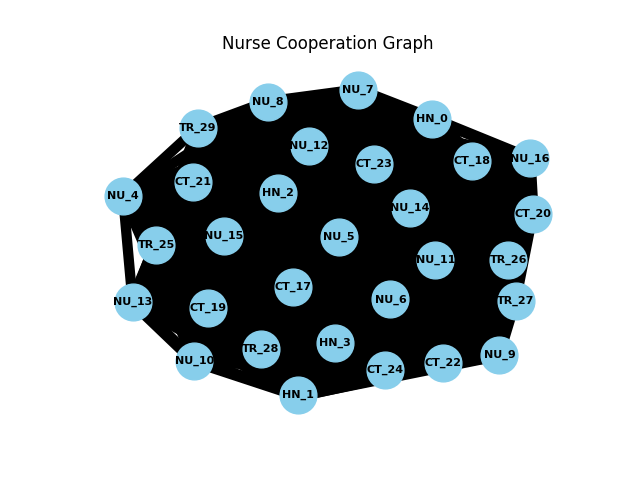 Nurse Cooperation Graph
NU_7
NU_8
HN_0
TR_29
NU_12
NU_16
CT_18
CT_23
CT_21
HN_2
NU_4
NU_14
CT_20
NU_15
NU_5
TR_25
NU_11
TR_26
CT_17
NU_6
TR_27
NU_13
CT_19
HN_3
TR_28
NU_9
NU_10
CT_22
CT_24
HN_1